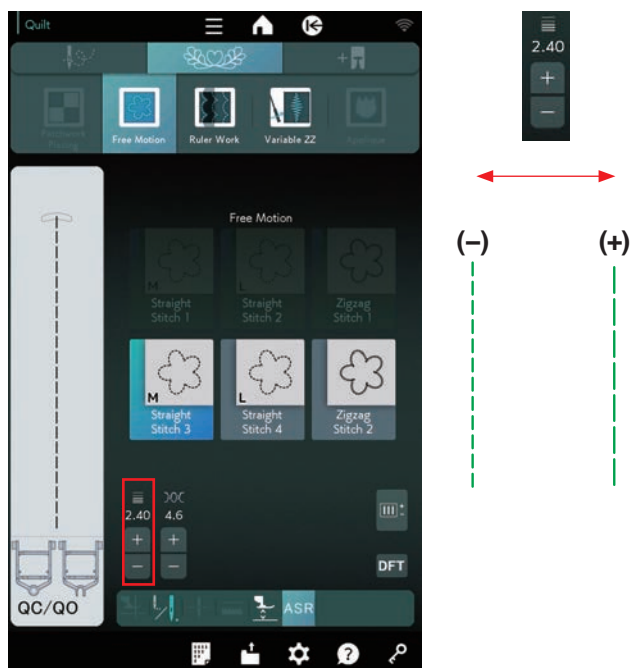 Quilt
Patchwork
Piecing
Free Motion
Ruler Work
Variable ZZ
Applique
Free Motion
M
Straight
Stitch 1
L
Straight
Stitch 2
Zigzag
Stitch 1
M
Straight
Stitch 3
L
Straight
Stitch 4
Zigzag
Stitch 2
2.40
4.6
+
+
−
−
DFT
QC/QO
ASR
?
2.40
+
−
(−)
(+)